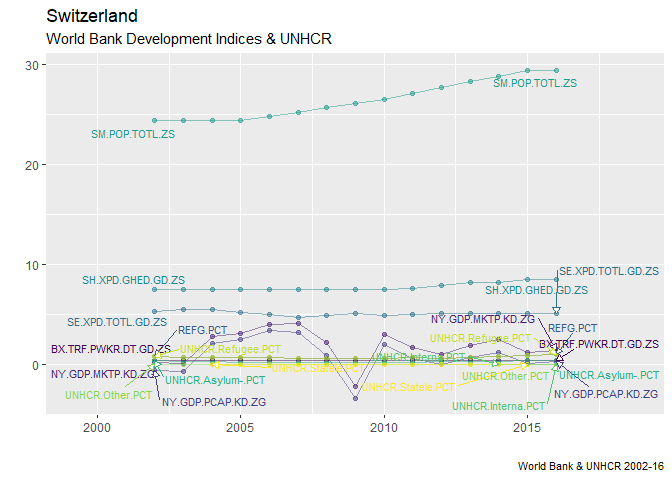 Switzerland
World Bank Development Indices & UNHCR
30
SM.POP.TOTL.ZS
SM.POP.TOTL.ZS
20
10
SE.XPD.TOTL.GD.ZS
SH.XPD.GHED.GD.ZS
SH.XPD.GHED.GD.ZS
SE.XPD.TOTL.GD.ZS
NY.GDP.MKTP.KD.ZG
REFG.PCT
REFG.PCT
UNHCR.Refugee.PCT
BX.TRF.PWKR.DT.GD.ZS
UNHCR.Refugee.PCT
BX.TRF.PWKR.DT.GD.ZS
UNHCR.Interna.PCT
0
UNHCR.Statele.PCT
NY.GDP.MKTP.KD.ZG
UNHCR.Asylum-.PCT
UNHCR.Other.PCT
UNHCR.Asylum-.PCT
UNHCR.Statele.PCT
UNHCR.Other.PCT
NY.GDP.PCAP.KD.ZG
NY.GDP.PCAP.KD.ZG
UNHCR.Interna.PCT
2000
2005
2010
2015
World Bank & UNHCR 2002-16